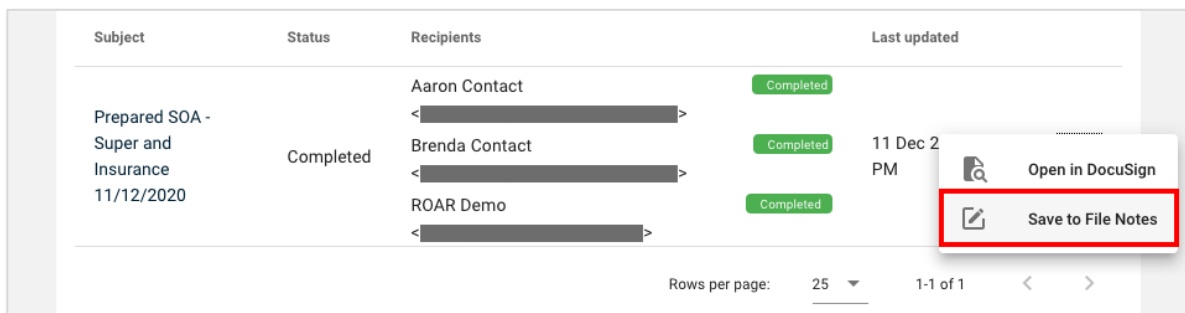 Subject Status Recipients Last updated
Aaron Contact Completed
Prepared SOA - < >
Super and Brenda Contact Completed 11 Dec 2
Insurance Completed < > PM Open in DocuSign
11/12/2020 ROAR Demo Completed Save to File Notes
< >
Rows per page: 25 1-1 of 1 < >